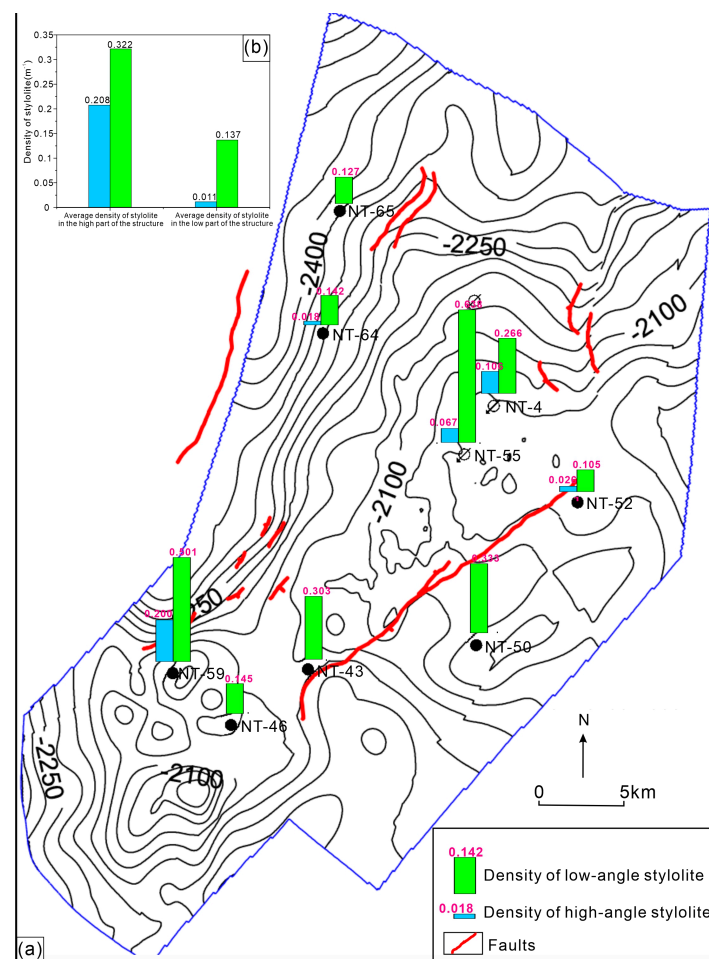 (b)
0.35
0.3
0.25
0.2
0.15
0.1
0.05
0
Density of stylolite(m⁻¹)
0.208
0.322
0.011
0.137
Average density of stylolite
in the high part of the structure
Average density of stylolite
in the low part of the structure
0.127
NT-65
-2400
-2250
0.142
0.018
NT-64
-2100
0.266
NT-4
0.067
NT-55
-2100
0.105
NT-52
0.200
NT-59
0.303
NT-43
NT-50
0.145
NT-46
-2250
-2100
N
0
5km
0.142
Density of low-angle stylolite
0.018
Density of high-angle stylolite
Faults
(a)